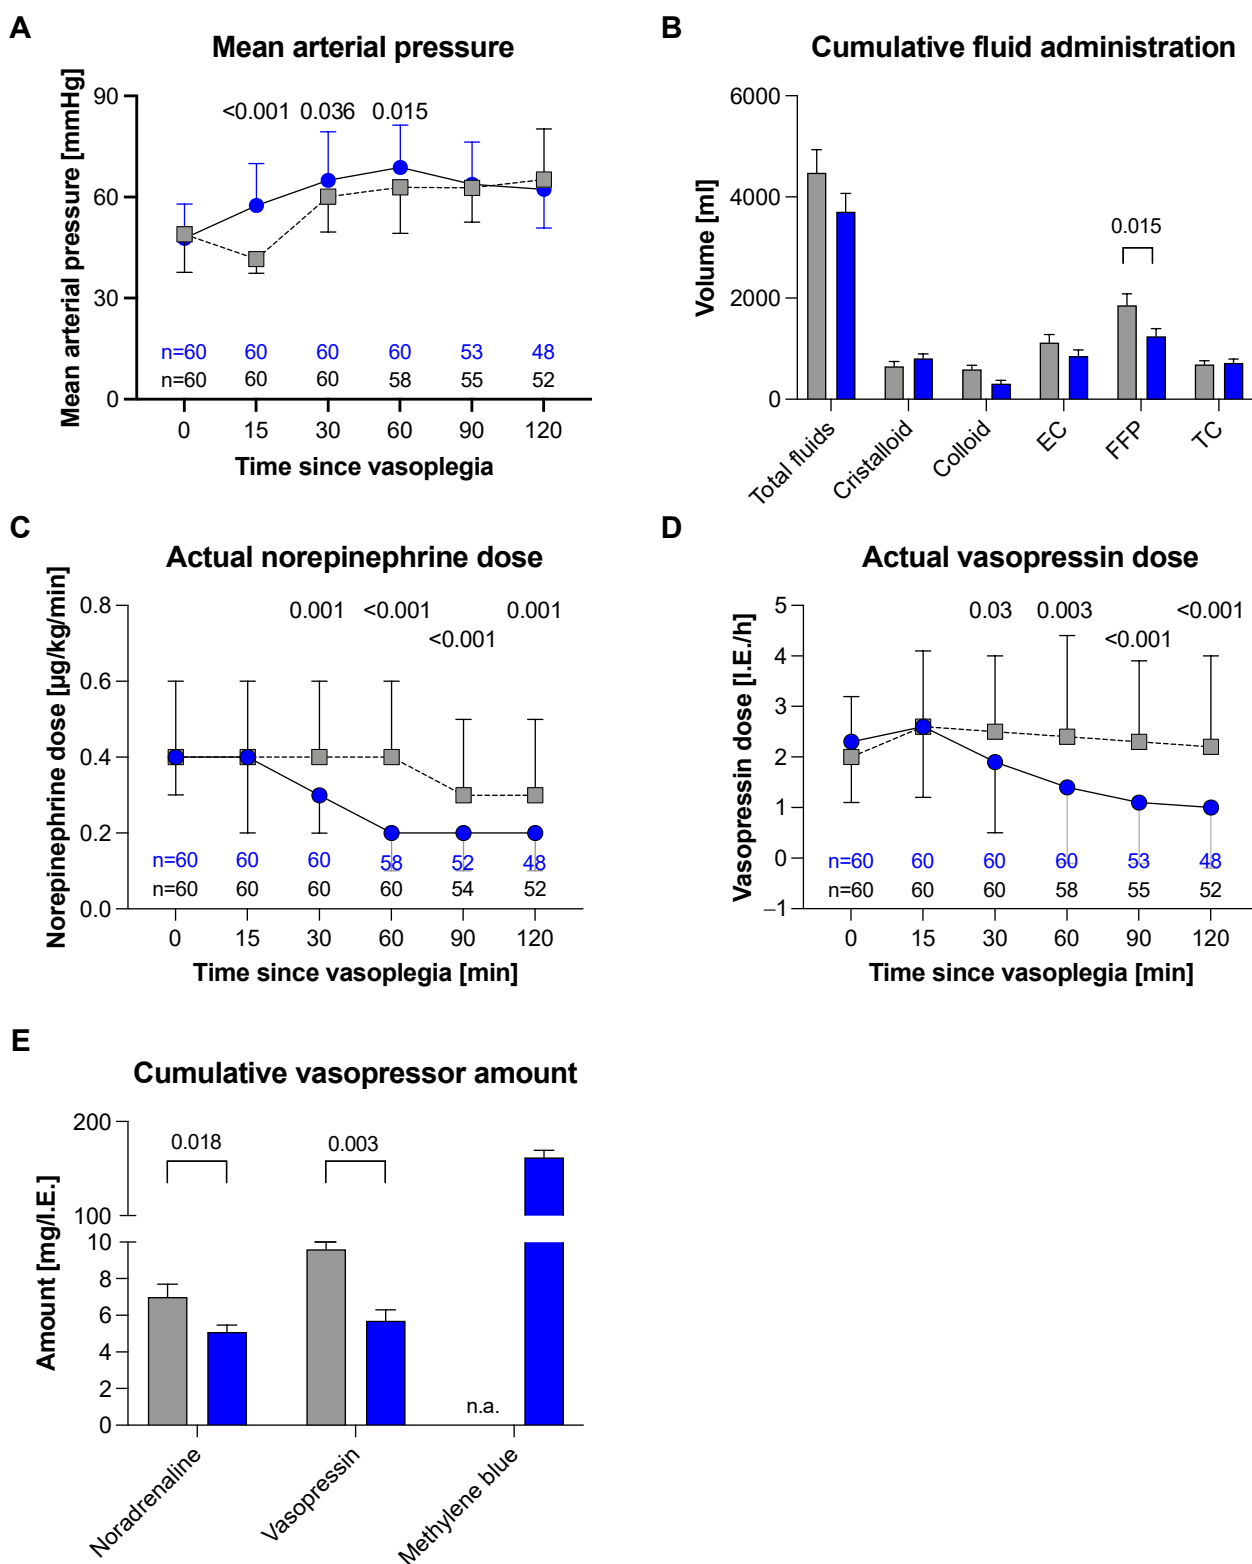 A
Mean arterial pressure
Mean arterial pressure [mmHg]
90
60
30
0
<0.001 0.036 0.015
n=60 60 60 60 53 48
n=60 60 60 58 55 52
0 15 30 60 90 120
Time since vasoplegia
B
Cumulative fluid administration
Volume [ml]
6000
4000
2000
0
0.015
Total fluids
Cristalloid
Colloid
EC
FFP
TC
C
Actual norepinephrine dose
Norepinephrine dose [µg/kg/min]
0.8
0.6
0.4
0.2
0.0
0.001 <0.001 0.001
<0.001
n=60 60 60 58 52 48
n=60 60 60 60 54 52
0 15 30 60 90 120
Time since vasoplegia [min]
D
Actual vasopressin dose
Vasopressin dose [I.E./h]
5
4
3
2
1
0
−1
0.03 0.003 <0.001
<0.001
n=60 60 60 60 53 48
n=60 60 60 58 55 52
0 15 30 60 90 120
Time since vasoplegia [min]
E
Cumulative vasopressor amount
Amount [mg/I.E.]
200
100
10
8
6
4
2
0
0.018 0.003
n.a.
Noradrenaline
Vasopressin
Methylene blue